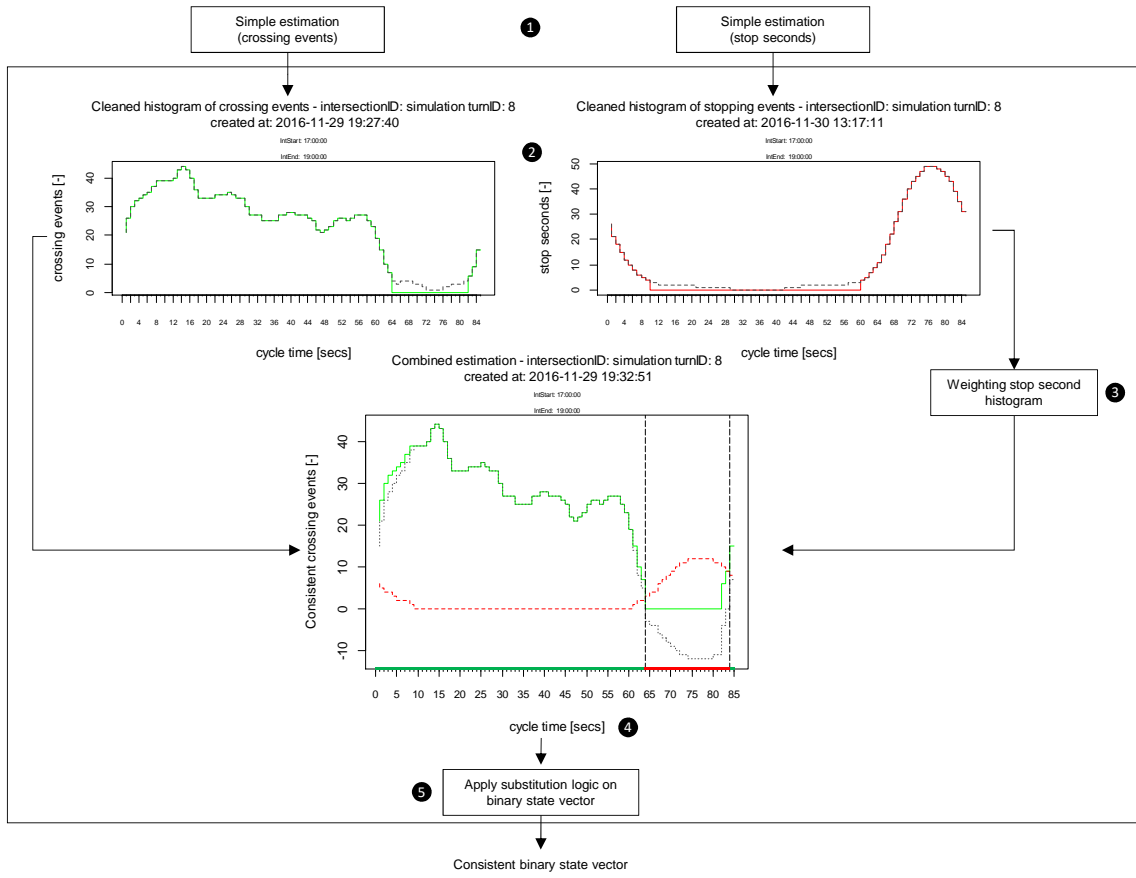 Simple estimation
(crossing events)
1
Simple estimation
(stop seconds)
Cleaned histogram of crossing events - intersectionID: simulation turnID: 8
created at: 2016-11-29 19:27:40
IntStart: 17:00:00
IntEnd: 19:00:00
crossing events [-]
0 10 20 30 40
0 4 8 12 16 20 24 28 32 36 40 44 48 52 56 60 64 68 72 76 80 84
cycle time [secs]
2
Cleaned histogram of stopping events - intersectionID: simulation turnID: 8
created at: 2016-11-30 13:17:11
IntStart: 17:00:00
IntEnd: 19:00:00
stop seconds [-]
0 10 20 30 40 50
0 4 8 12 16 20 24 28 32 36 40 44 48 52 56 60 64 68 72 76 80 84
cycle time [secs]
Weighting stop second
histogram
3
Combined estimation - intersectionID: simulation turnID: 8
created at: 2016-11-29 19:32:51
IntStart: 17:00:00
IntEnd: 19:00:00
Consistent crossing events [-]
-10 0 10 20 30 40
0 5 10 15 20 25 30 35 40 45 50 55 60 65 70 75 80 85
cycle time [secs]
4
5
Apply substitution logic on
binary state vector
Consistent binary state vector